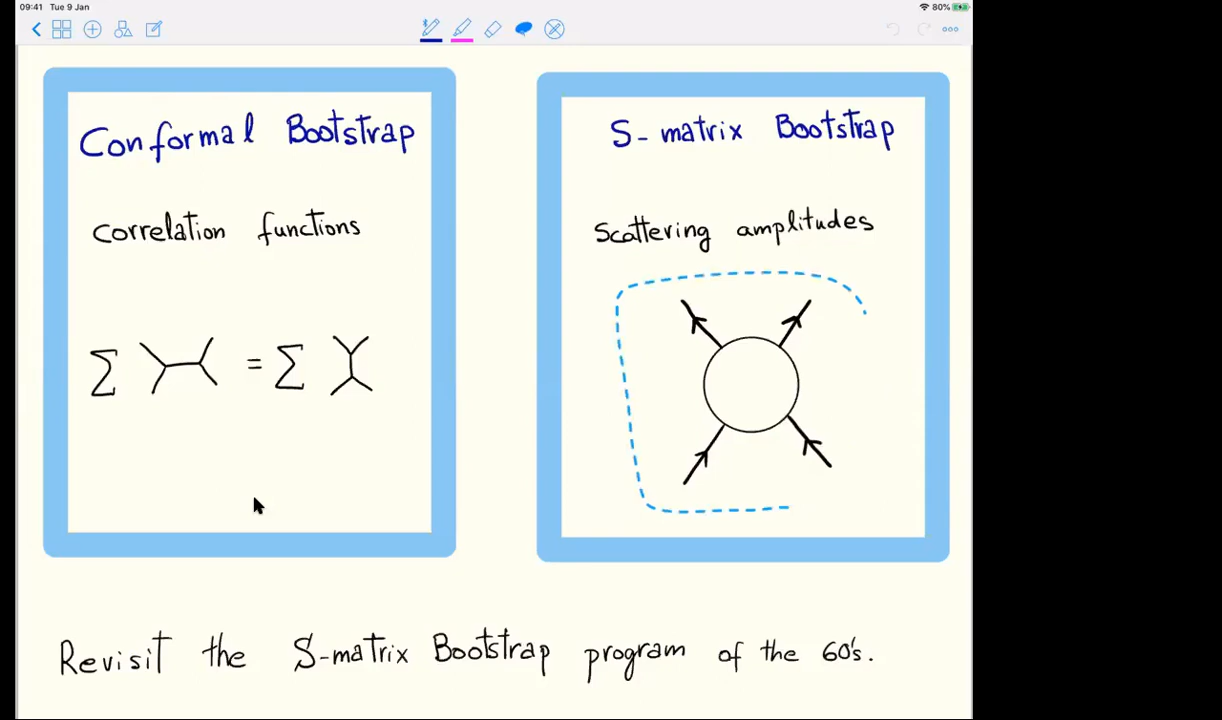 09:41 Tue 9 Jan
80%
Conformal Bootstrap
correlation functions
Σ = Σ
S-matrix Bootstrap
Scattering amplitudes
Revisit the S-matrix Bootstrap program of the 60's.